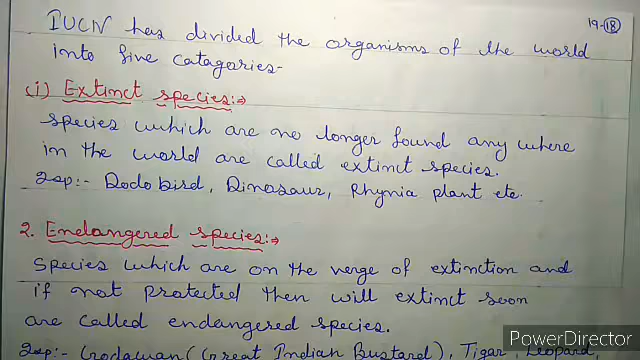 19-18
IUCN has divided the organisms of the world
into five catagories-
(i) Extinct species:→
Species which are no longer found any where
in the world are called extinct species.
Exp:- Dodo bird, Dinosaur, Rhynia plant etc.
2. Endangered species:→
Species which are on the verge of extinction and
if not protected then will extinct soon
are called endangered species.
Exp:- Godawan (Great Indian Bustard), Tiger Leopard,
PowerDirector